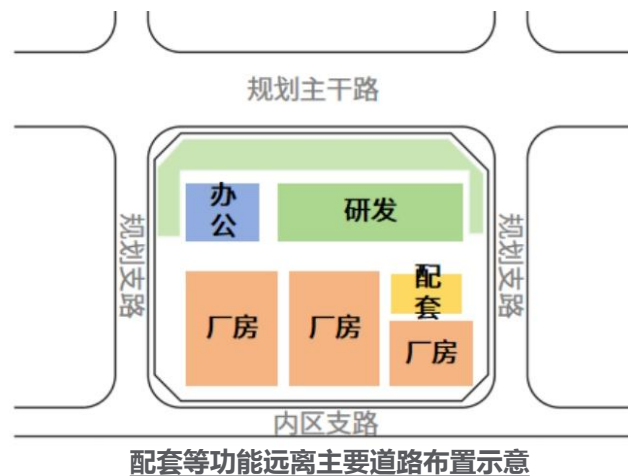 规划主干路
办
公
研发
规划支路
规划支路
配
套
厂房
厂房
厂房
内区支路
配套等功能远离主要道路布置示意